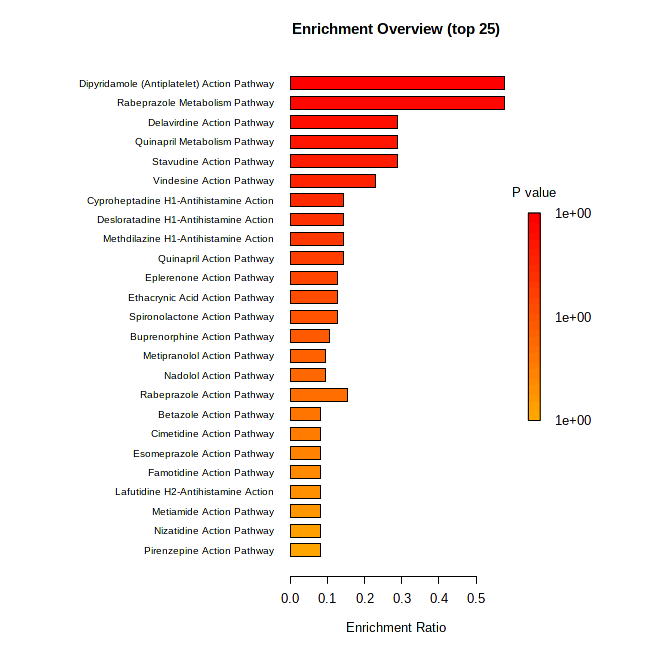 Enrichment Overview (top 25)
Dipyridamole (Antiplatelet) Action Pathway
Rabeprazole Metabolism Pathway
Delavirdine Action Pathway
Quinapril Metabolism Pathway
Stavudine Action Pathway
Vindesine Action Pathway
Cyproheptadine H1-Antihistamine Action
Desloratadine H1-Antihistamine Action
Methdilazine H1-Antihistamine Action
Quinapril Action Pathway
Eplerenone Action Pathway
Ethacrynic Acid Action Pathway
Spironolactone Action Pathway
Buprenorphine Action Pathway
Metipranolol Action Pathway
Nadolol Action Pathway
Rabeprazole Action Pathway
Betazole Action Pathway
Cimetidine Action Pathway
Esomeprazole Action Pathway
Famotidine Action Pathway
Lafutidine H2-Antihistamine Action
Metiamide Action Pathway
Nizatidine Action Pathway
Pirenzepine Action Pathway
0.0 0.1 0.2 0.3 0.4 0.5
Enrichment Ratio
P value
1e+00
1e+00
1e+00